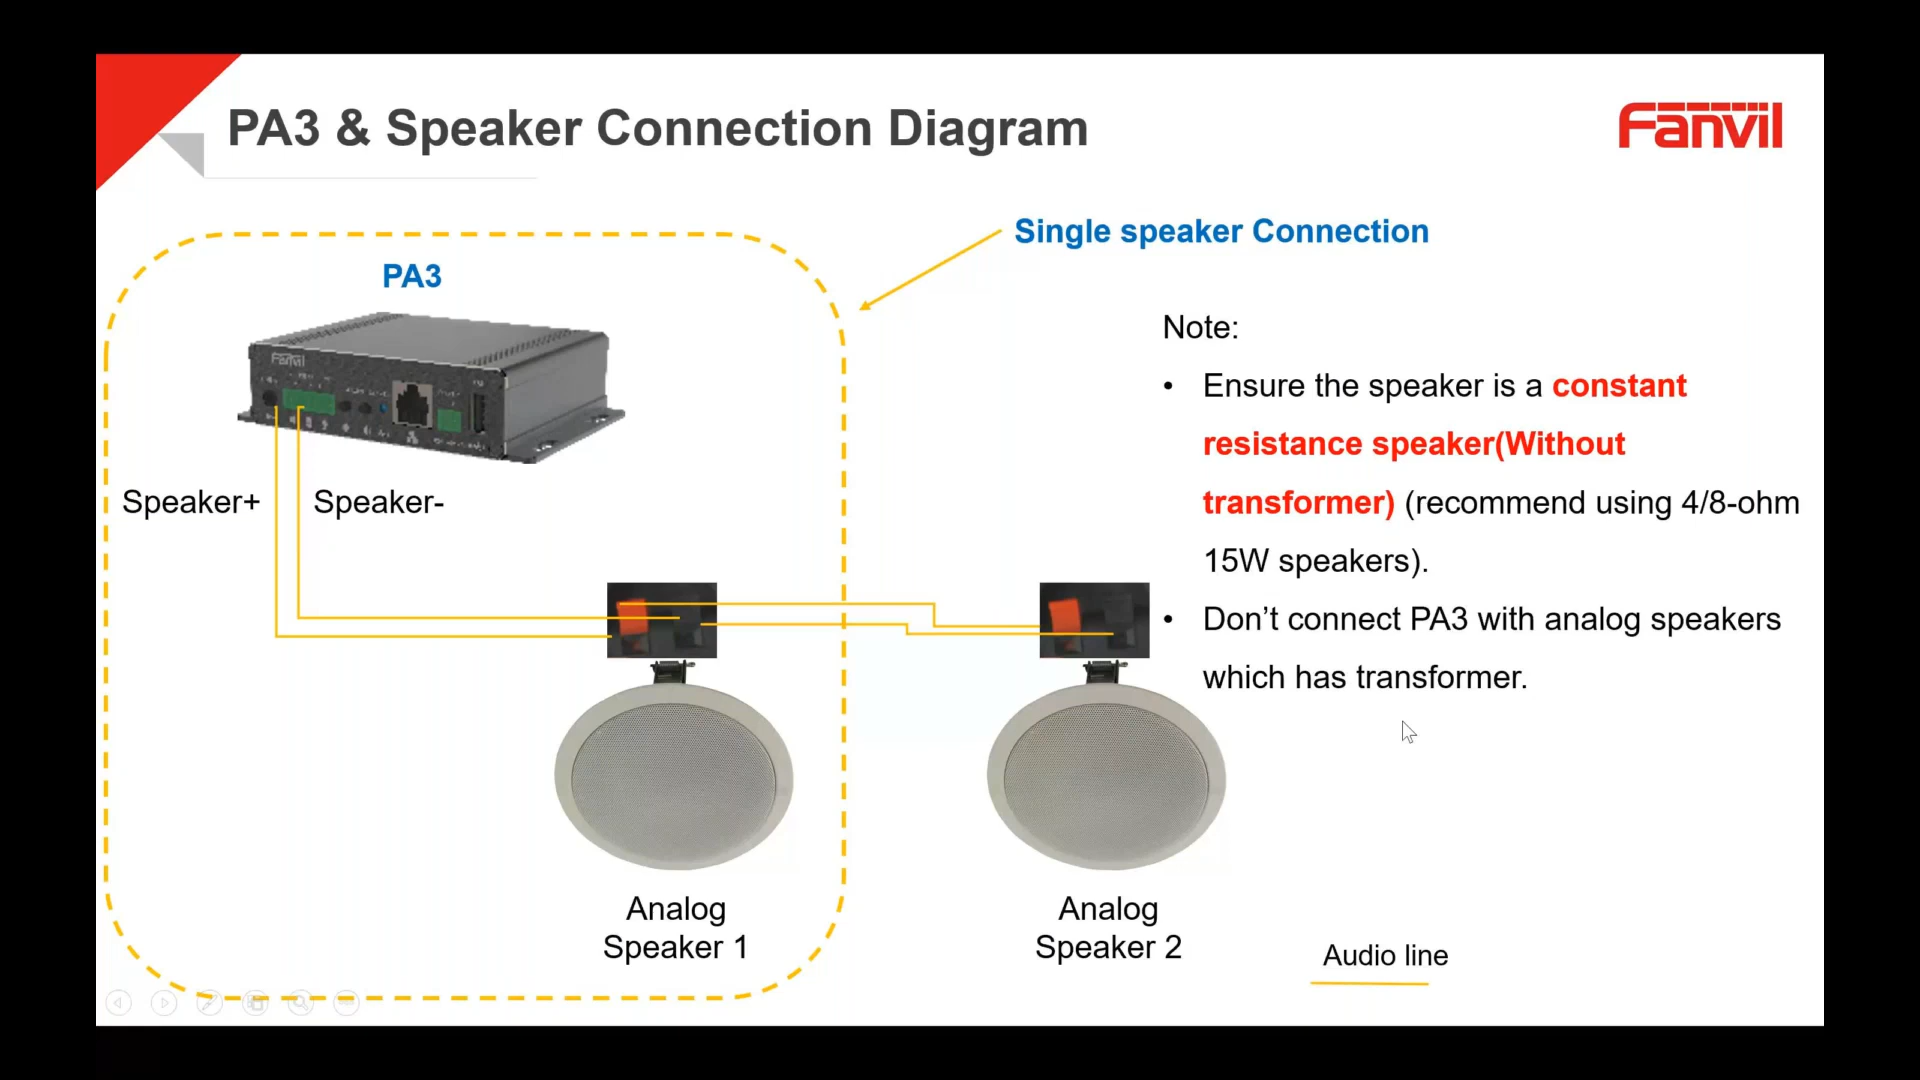 PA3 & Speaker Connection Diagram
Fanvil
Single speaker Connection
PA3
Fanvil
Note:
• Ensure the speaker is a constant
resistance speaker(Without
transformer) (recommend using 4/8-ohm
15W speakers).
• Don’t connect PA3 with analog speakers
which has transformer.
Speaker+
Speaker-
Analog
Speaker 1
Analog
Speaker 2
Audio line